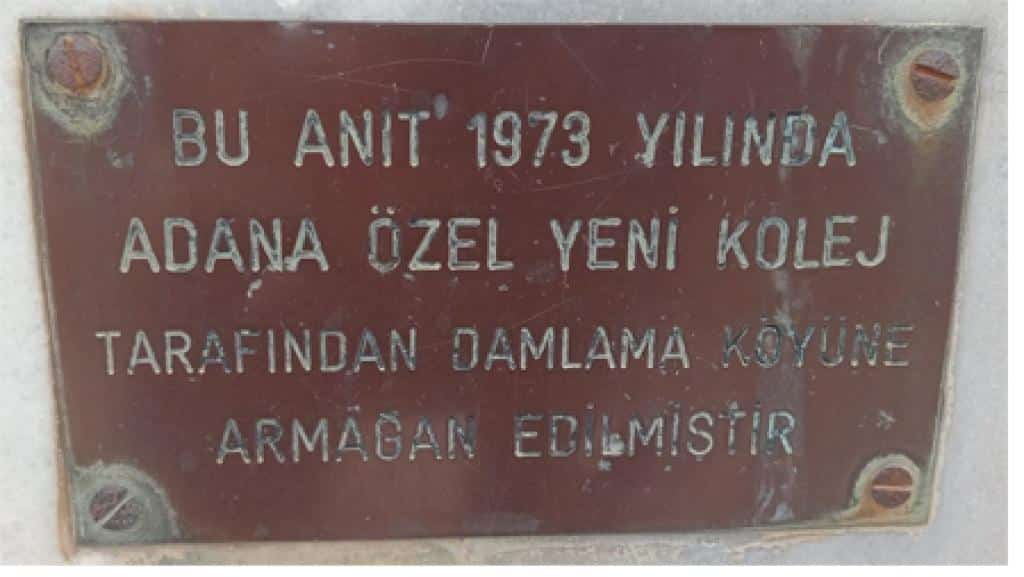 BU ANIT 1973 YILINDA
ADANA ÖZEL YENİ KOLEJ
TARAFINDAN DAMLAMA KÖYÜNE
ARMAĞAN EDİLMİŞTİR